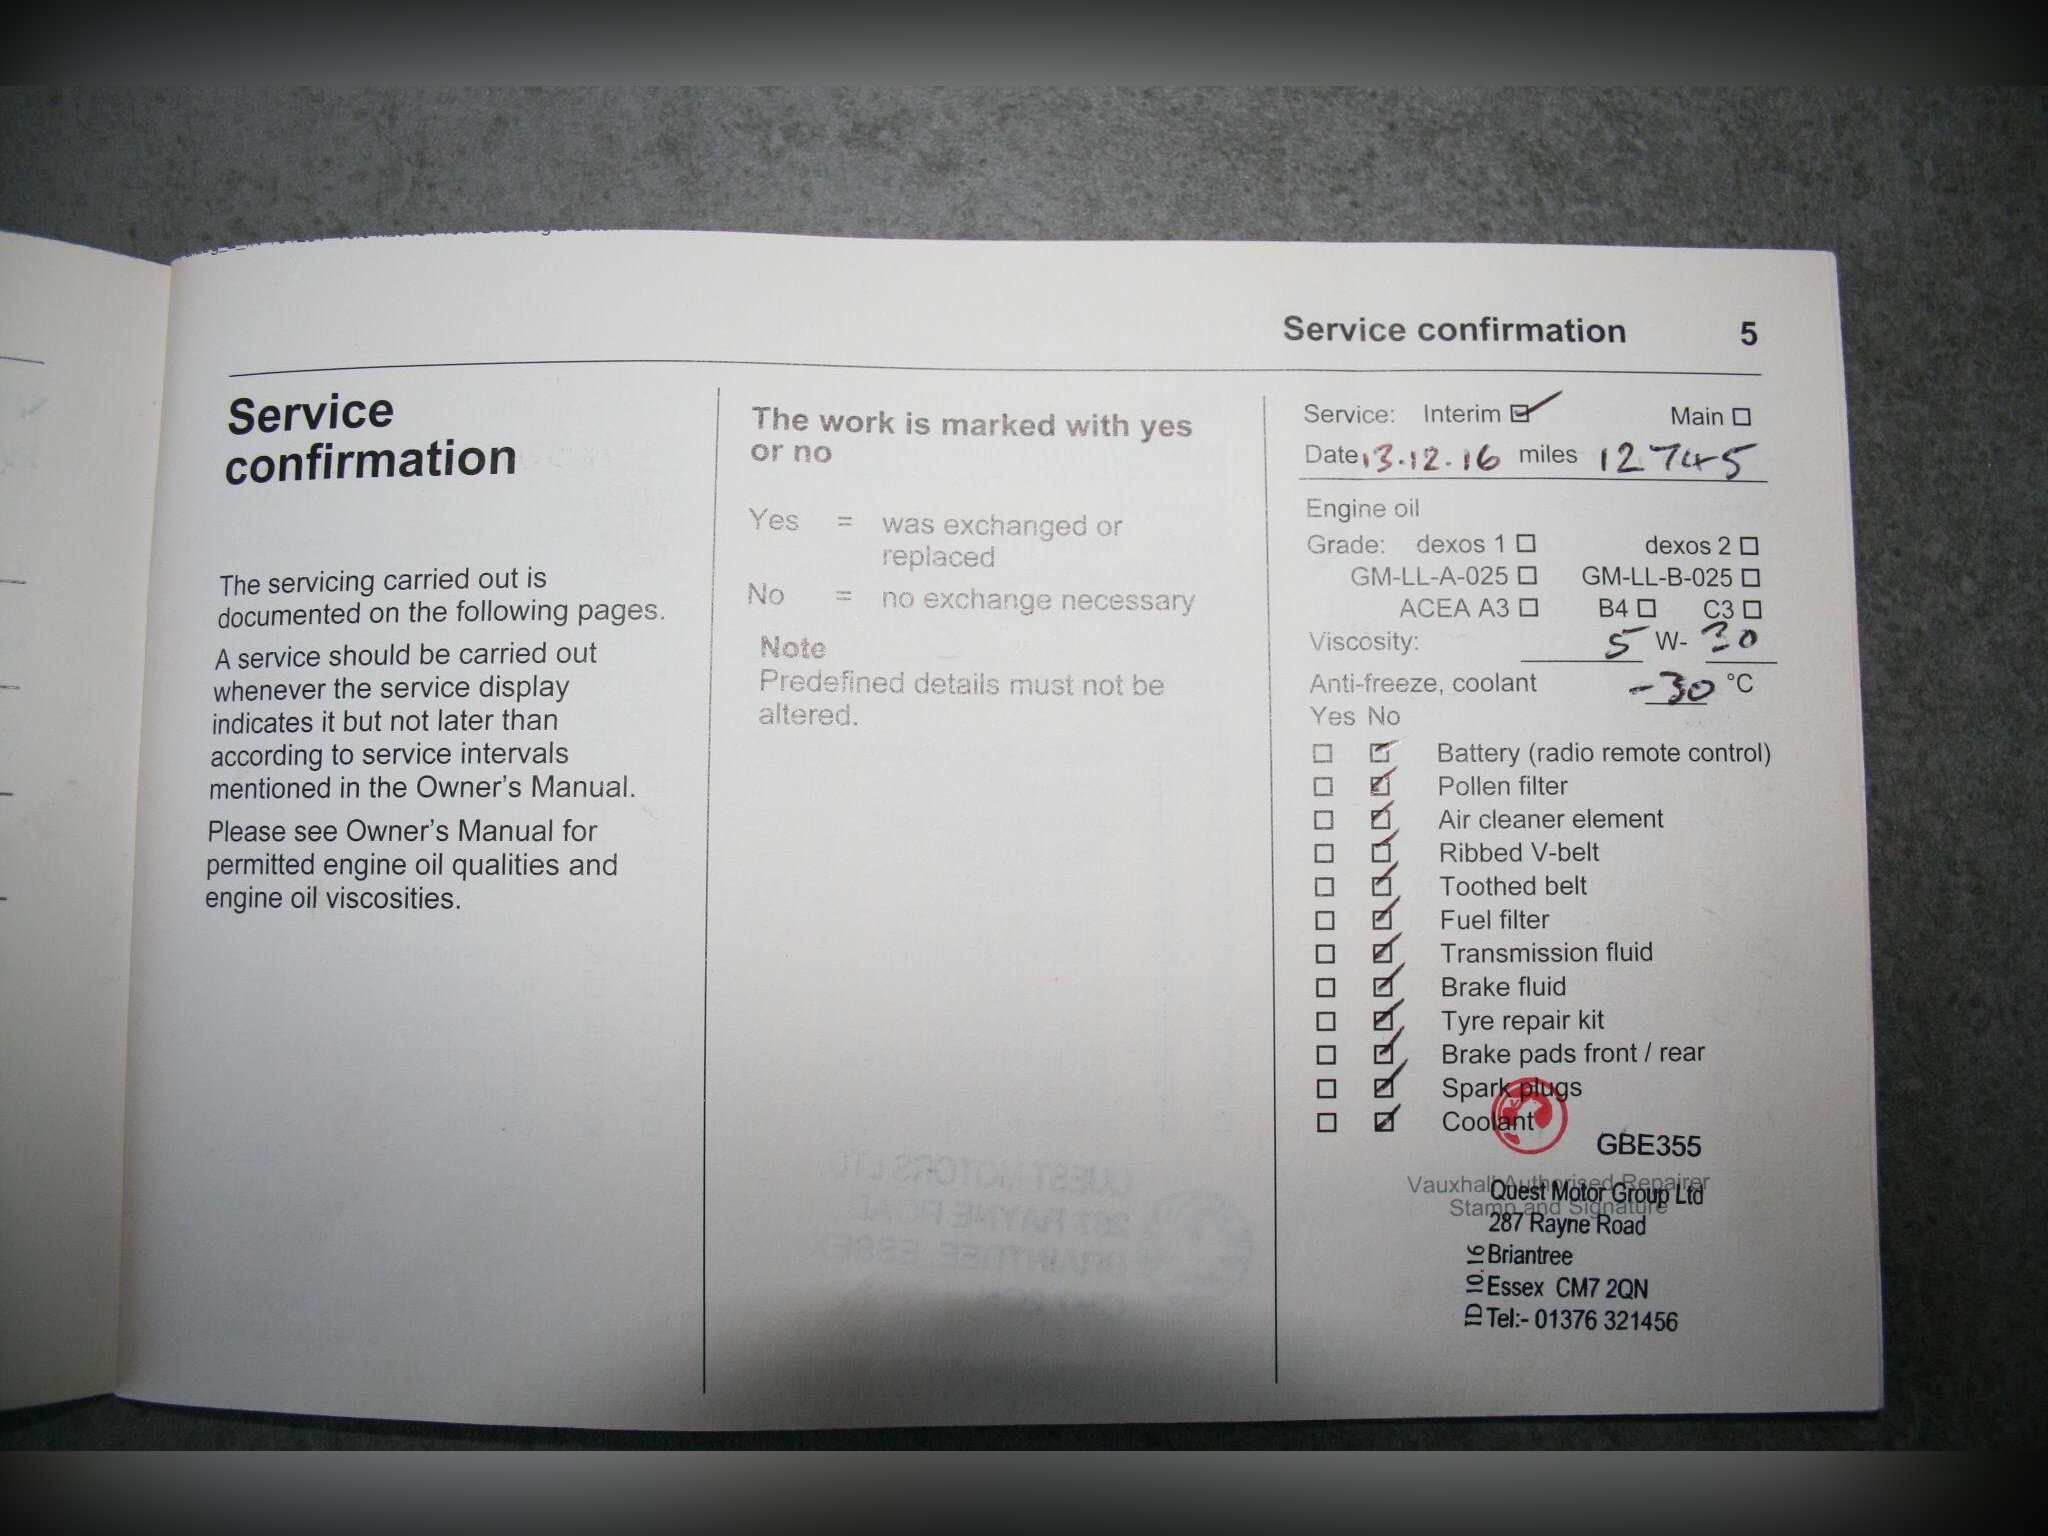 Service confirmation 5
Service
confirmation
The servicing carried out is
documented on the following pages.
A service should be carried out
whenever the service display
indicates it but not later than
according to service intervals
mentioned in the Owner's Manual.
Please see Owner's Manual for
permitted engine oil qualities and
engine oil viscosities.
The work is marked with yes
or no
Yes = was exchanged or
replaced
No = no exchange necessary
Note
Predefined details must not be
altered.
Service: Interim Main
Date 13.12.16 miles 12745
Engine oil
Grade: dexos 1 dexos 2
GM-LL-A-025 GM-LL-B-025
ACEA A3 B4 C3
Viscosity: 5 W- 30
Anti-freeze, coolant -30 °C
Yes No
Battery (radio remote control)
Pollen filter
Air cleaner element
Ribbed V-belt
Toothed belt
Fuel filter
Transmission fluid
Brake fluid
Tyre repair kit
Brake pads front / rear
Spark plugs
Coolant
GBE355
Vauxhall Authorised Repairer
Stamp and Signature
Quest Motor Group Ltd
287 Rayne Road
Briantree
Essex CM7 2QN
Tel:- 01376 321456
TD 10.16